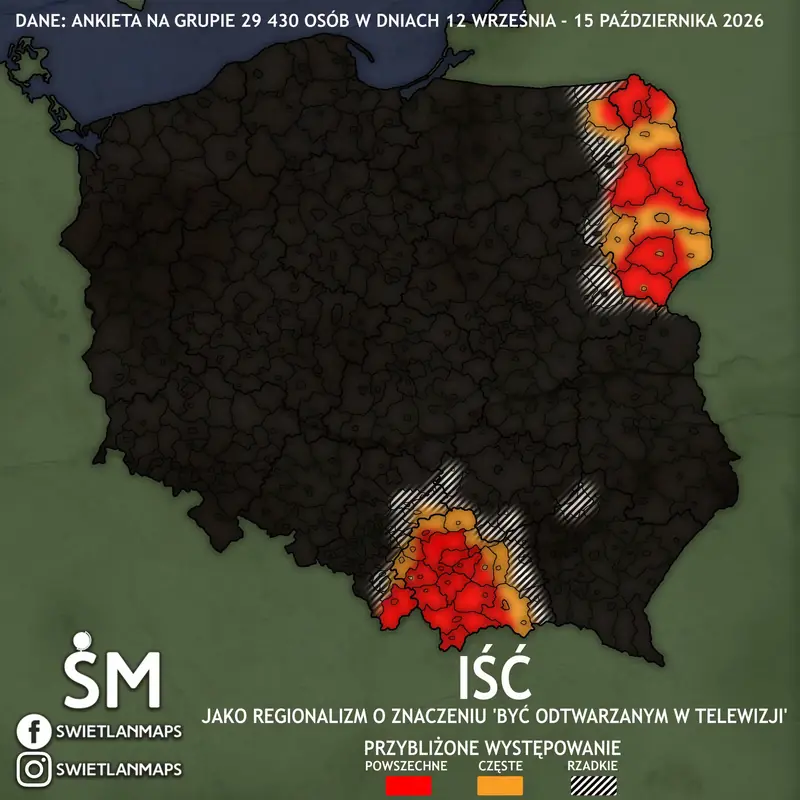 DANE: ANKIETA NA GRUPIE 29 430 OSÓB W DNIACH 12 WRZEŚNIA - 15 PAŹDZIERNIKA 2026
ŚM
SWIETLANMAPS
SWIETLANMAPS
IŚĆ
JAKO REGIONALIZM O ZNACZENIU 'BYĆ ODTWARZANYM W TELEWIZJI'
PRZYBLIŻONE WYSTĘPOWANIE
POWSZECHNE CZĘSTE RZADKIE